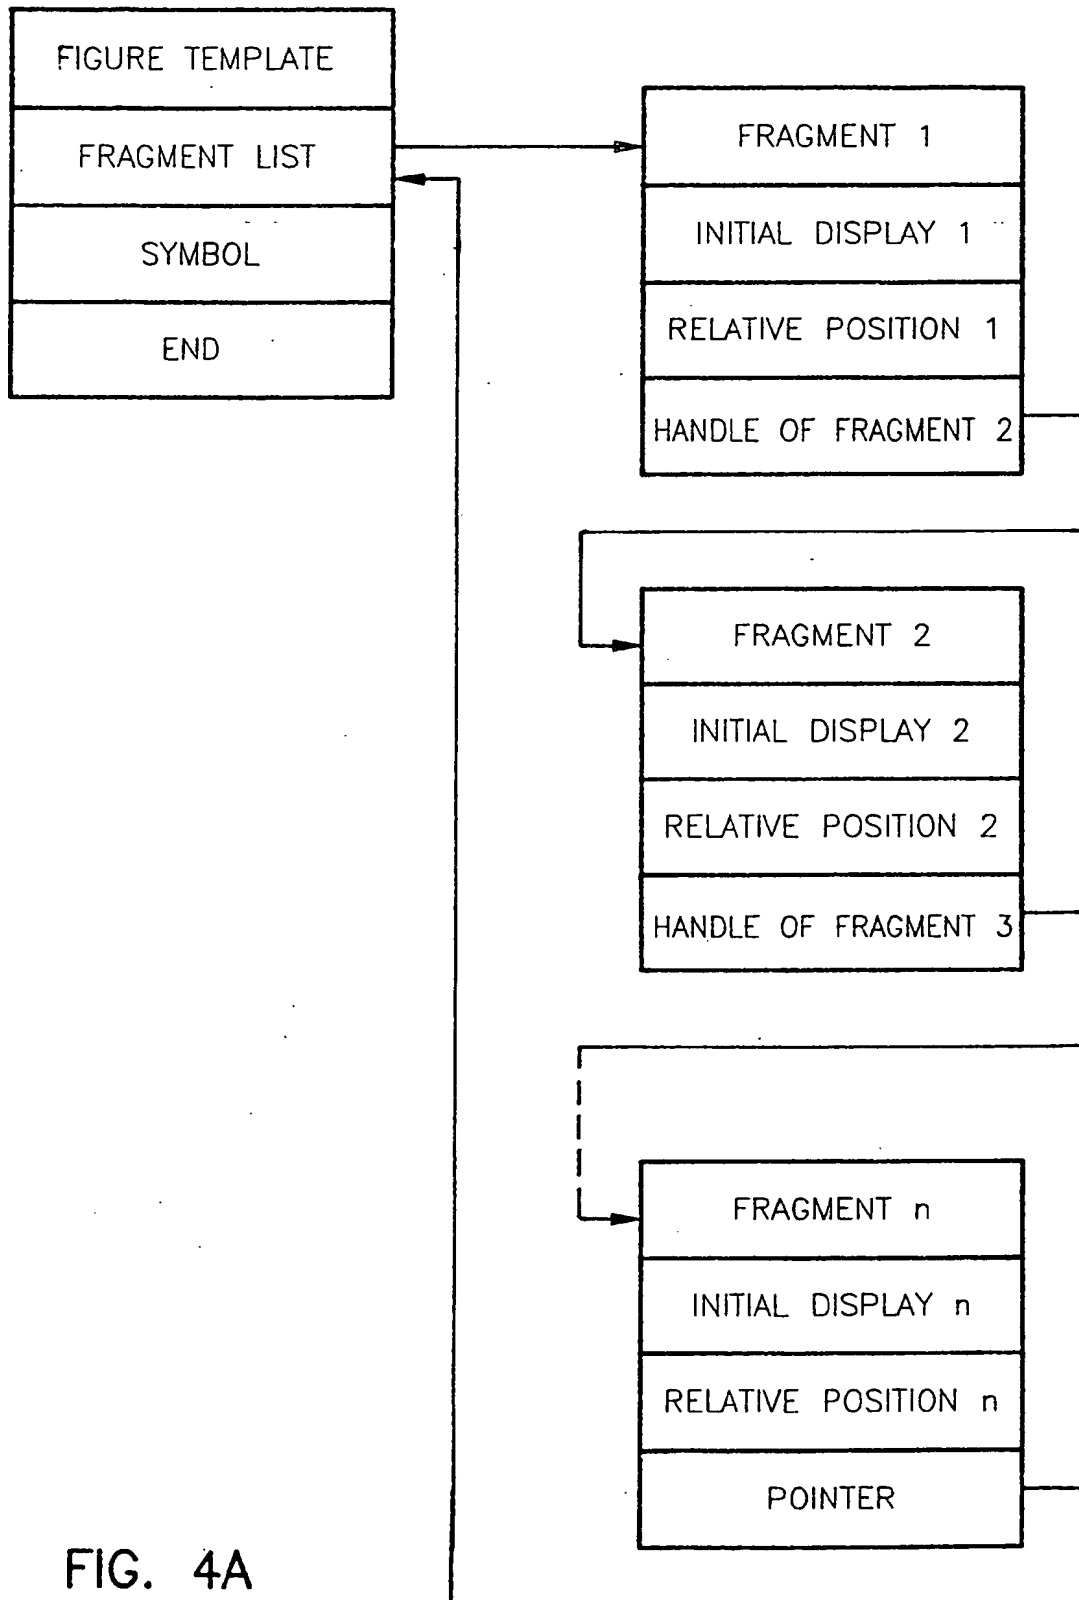 FIGURE TEMPLATE
FRAGMENT LIST
SYMBOL
END
FRAGMENT 1
INITIAL DISPLAY 1
RELATIVE POSITION 1
HANDLE OF FRAGMENT 2
FRAGMENT 2
INITIAL DISPLAY 2
RELATIVE POSITION 2
HANDLE OF FRAGMENT 3
FRAGMENT n
INITIAL DISPLAY n
RELATIVE POSITION n
POINTER
FIG. 4A